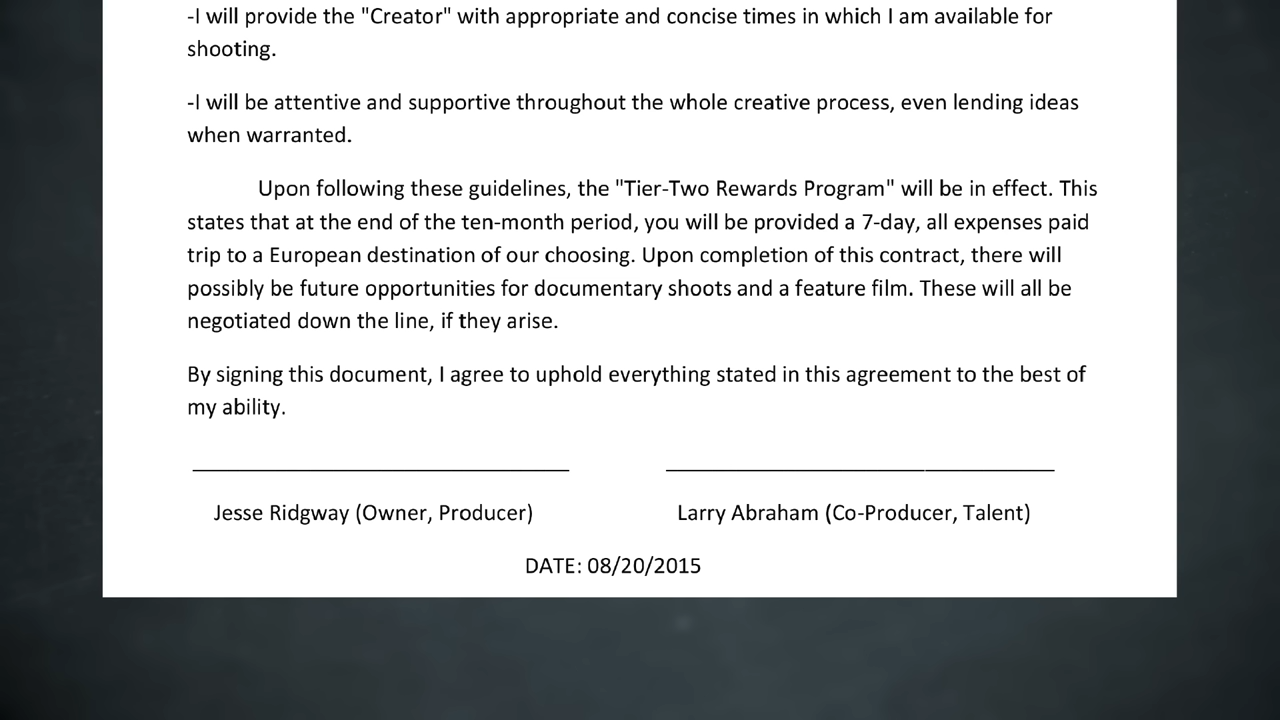 -I will provide the "Creator" with appropriate and concise times in which I am available for
shooting.
-I will be attentive and supportive throughout the whole creative process, even lending ideas
when warranted.
Upon following these guidelines, the "Tier-Two Rewards Program" will be in effect. This
states that at the end of the ten-month period, you will be provided a 7-day, all expenses paid
trip to a European destination of our choosing. Upon completion of this contract, there will
possibly be future opportunities for documentary shoots and a feature film. These will all be
negotiated down the line, if they arise.
By signing this document, I agree to uphold everything stated in this agreement to the best of
my ability.
Jesse Ridgway (Owner, Producer) Larry Abraham (Co-Producer, Talent)
DATE: 08/20/2015